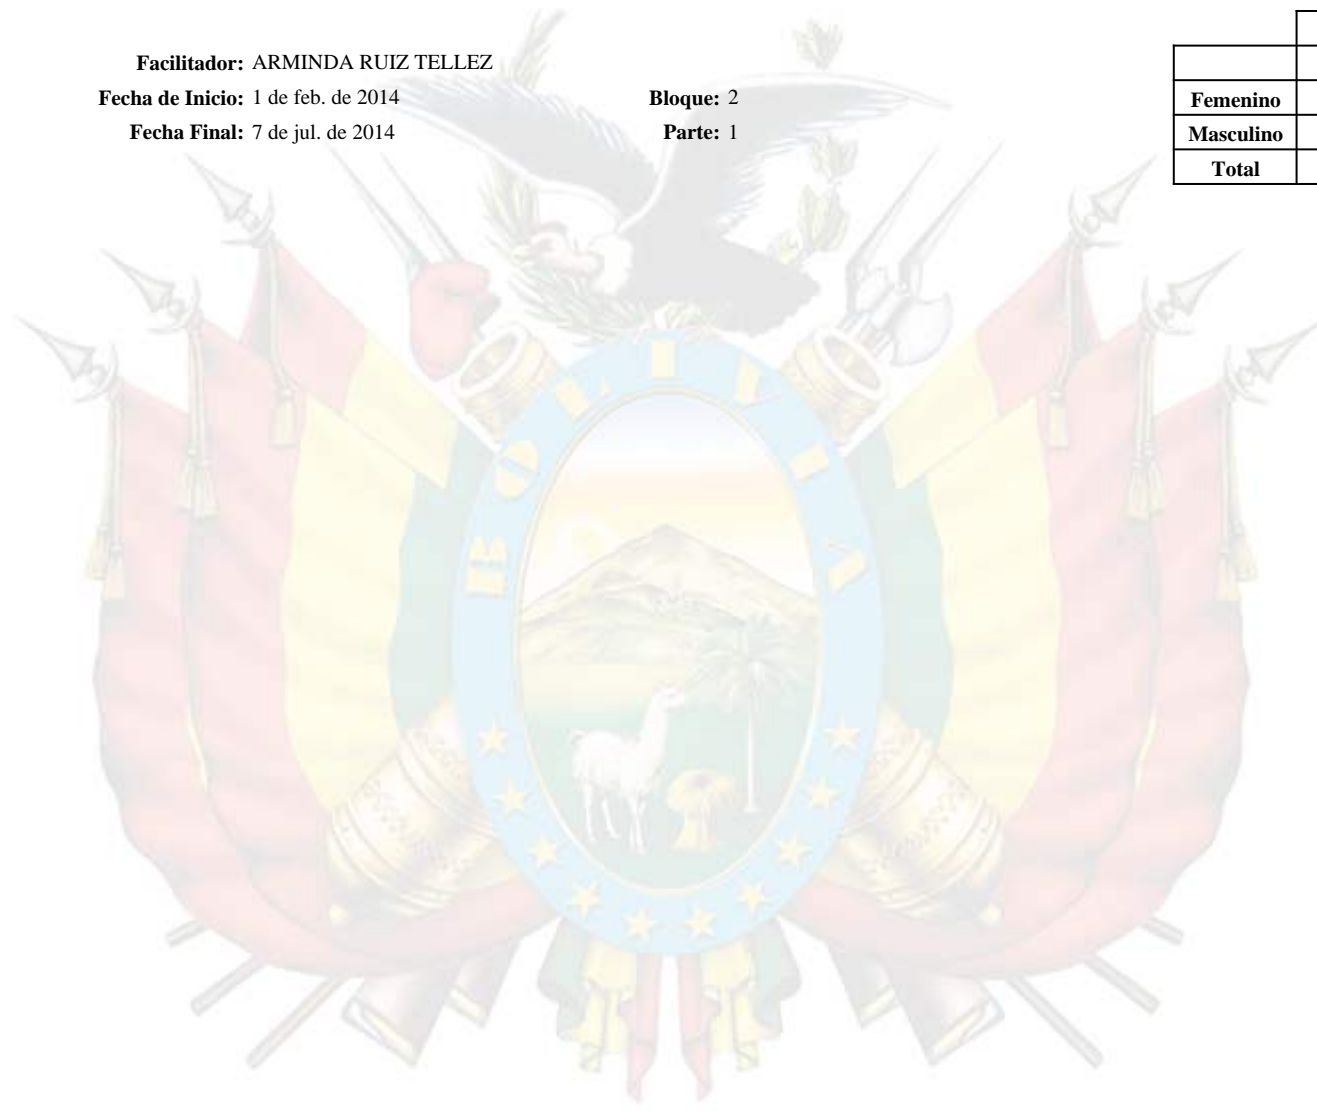 Facilitador: ARMINDA RUIZ TELLEZ
Fecha de Inicio: 1 de feb. de 2014 Bloque: 2
Fecha Final: 7 de jul. de 2014 Parte: 1
Femenino
Masculino
Total
BOLIVIA